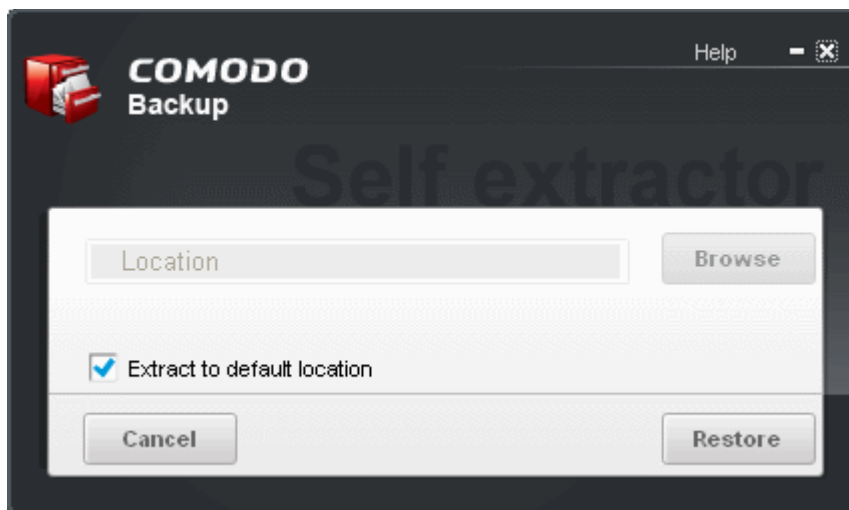 Help
COMODO
Backup
Self extractor
Location
Browse
Extract to default location
Cancel
Restore